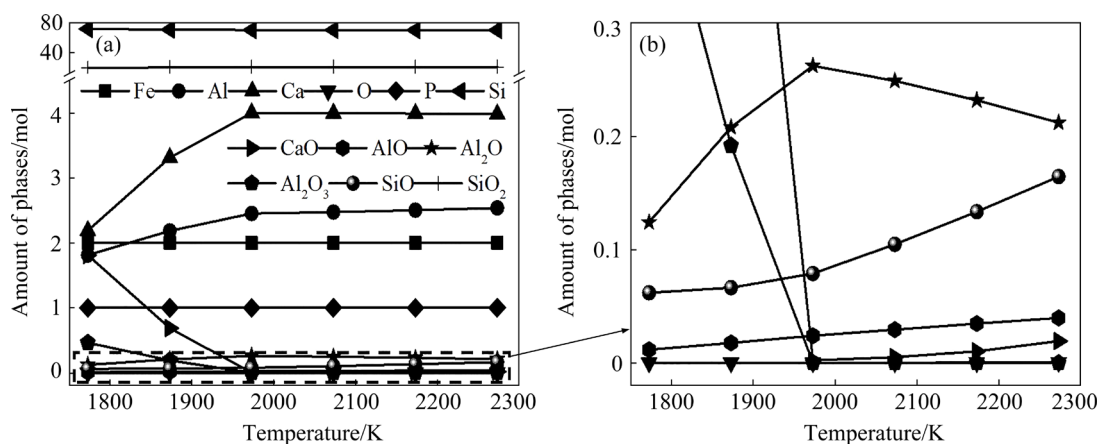 80
(a)
60
Fe Al Ca O P Si
4
CaO AlO Al₂O
3
Al₂O₃ SiO SiO₂
2
1
0
Amount of phases/mol
1800 1900 2000 2100 2200 2300
Temperature/K
0.3
(b)
0.2
0.1
0
Amount of phases/mol
1800 1900 2000 2100 2200 2300
Temperature/K